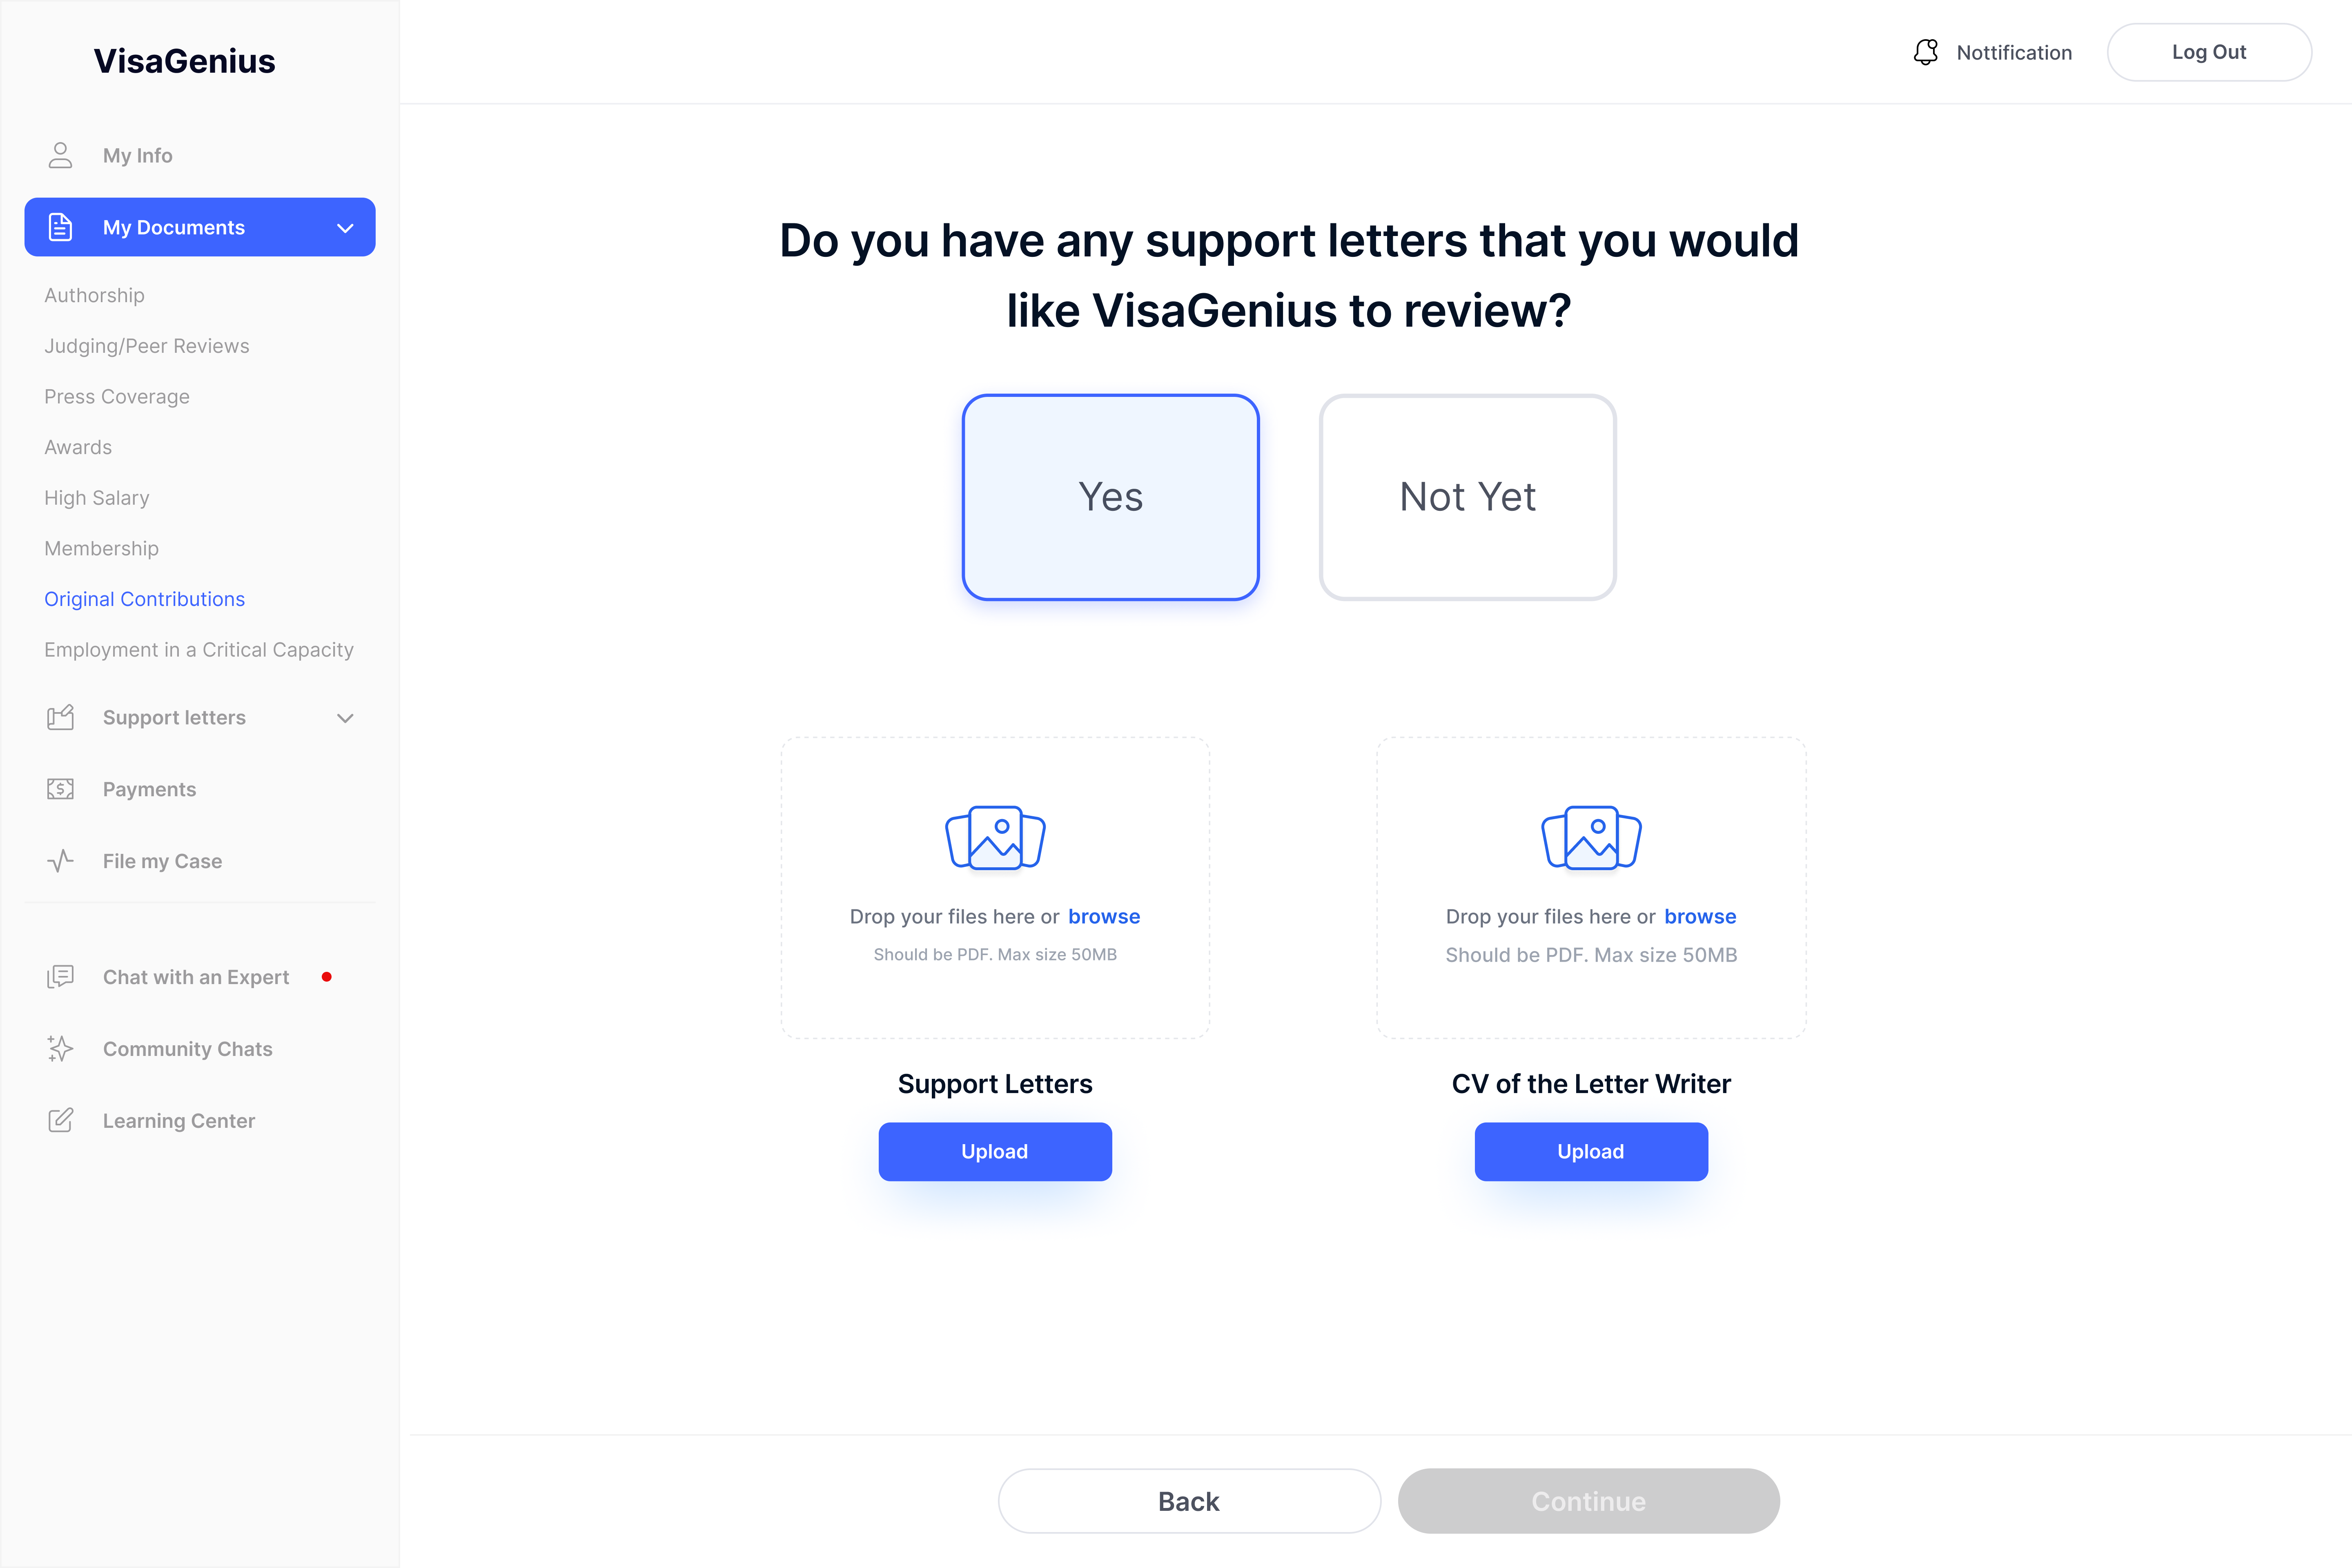 VisaGenius
Nottification
Log Out
My Info
My Documents
Authorship
Judging/Peer Reviews
Press Coverage
Awards
High Salary
Membership
Original Contributions
Employment in a Critical Capacity
Support letters
Payments
File my Case
Chat with an Expert
Community Chats
Learning Center
Do you have any support letters that you would
like VisaGenius to review?
Yes
Not Yet
Drop your files here or browse
Should be PDF. Max size 50MB
Support Letters
Upload
Drop your files here or browse
Should be PDF. Max size 50MB
CV of the Letter Writer
Upload
Back
Continue